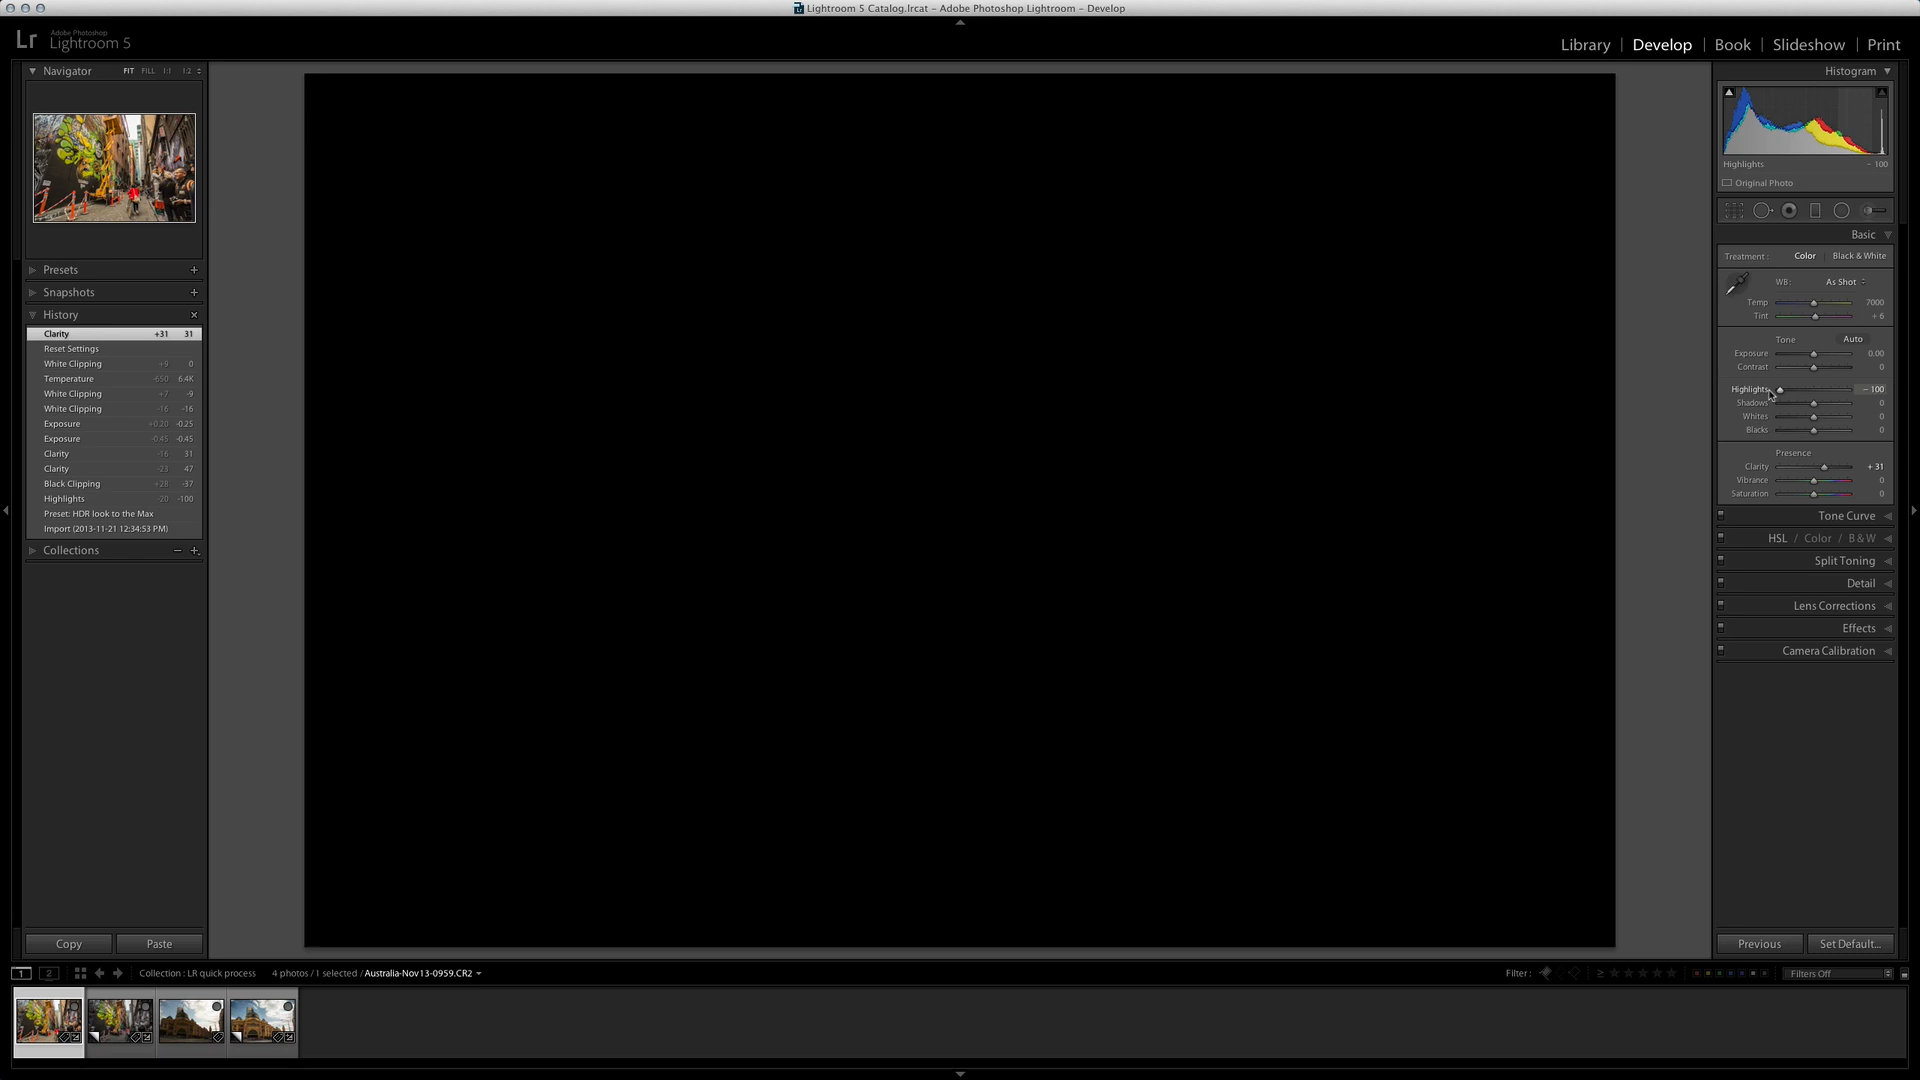 Lightroom 5 Catalog.lrcat – Adobe Photoshop Lightroom – Develop
Lr
Adobe Photoshop
Lightroom 5
Library | Develop | Book | Slideshow | Print
Navigator FIT FILL 1:1 1:2
Presets
Snapshots
History
Clarity +31 31
Reset Settings
White Clipping +9 0
Temperature -650 6.4K
White Clipping +7 -9
White Clipping -16 -16
Exposure +0.20 -0.25
Exposure -0.45 -0.45
Clarity -16 31
Clarity -23 47
Black Clipping +28 -37
Highlights -20 -100
Preset: HDR look to the Max
Import (2013-11-21 12:34:53 PM)
Collections
Copy Paste
Histogram
Highlights – 100
Original Photo
Basic
Treatment : Color | Black & White
WB: As Shot
Temp 7000
Tint + 6
Tone Auto
Exposure 0.00
Contrast 0
Highlights – 100
Shadows 0
Whites 0
Blacks 0
Presence
Clarity + 31
Vibrance 0
Saturation 0
Tone Curve
HSL / Color / B & W
Split Toning
Detail
Lens Corrections
Effects
Camera Calibration
Previous Set Default...
1 2 Collection : LR quick process 4 photos / 1 selected / Australia-Nov13-0959.CR2 Filter : ≥ Filters Off